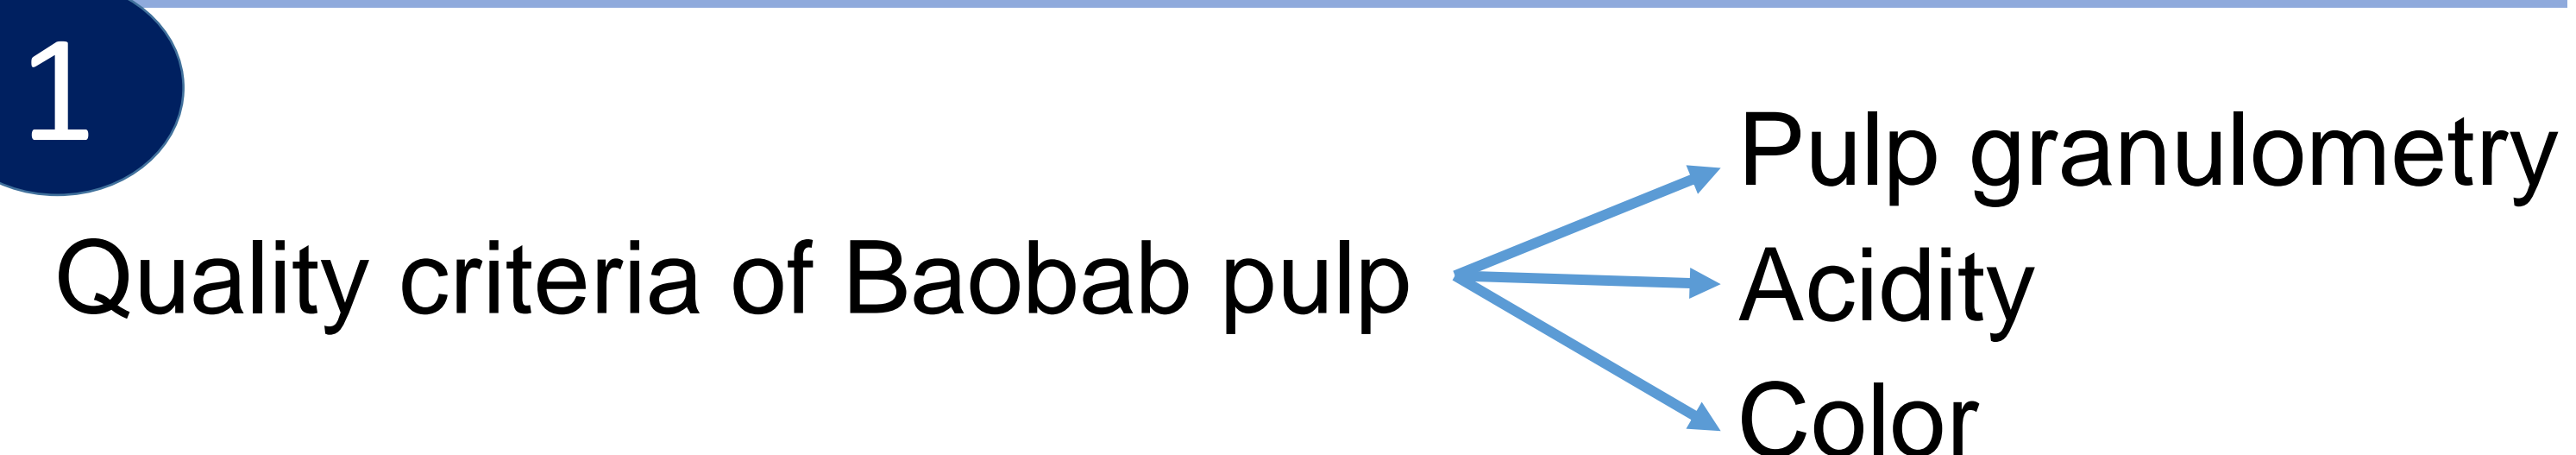 1
Pulp granulometry
Quality criteria of Baobab pulp
Acidity
Color